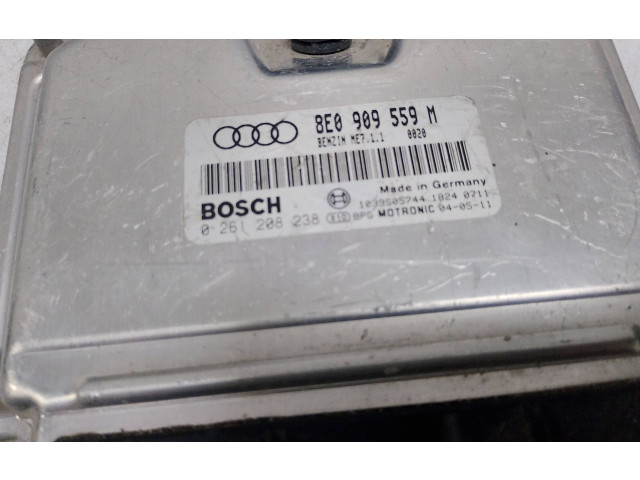 8E0 909 559 M
BENZIN ME7.1.1 0020
Made in Germany
BOSCH
1039S05744.1824 0711
0 261 208 238 BPG MOTRONIC 04-05-11